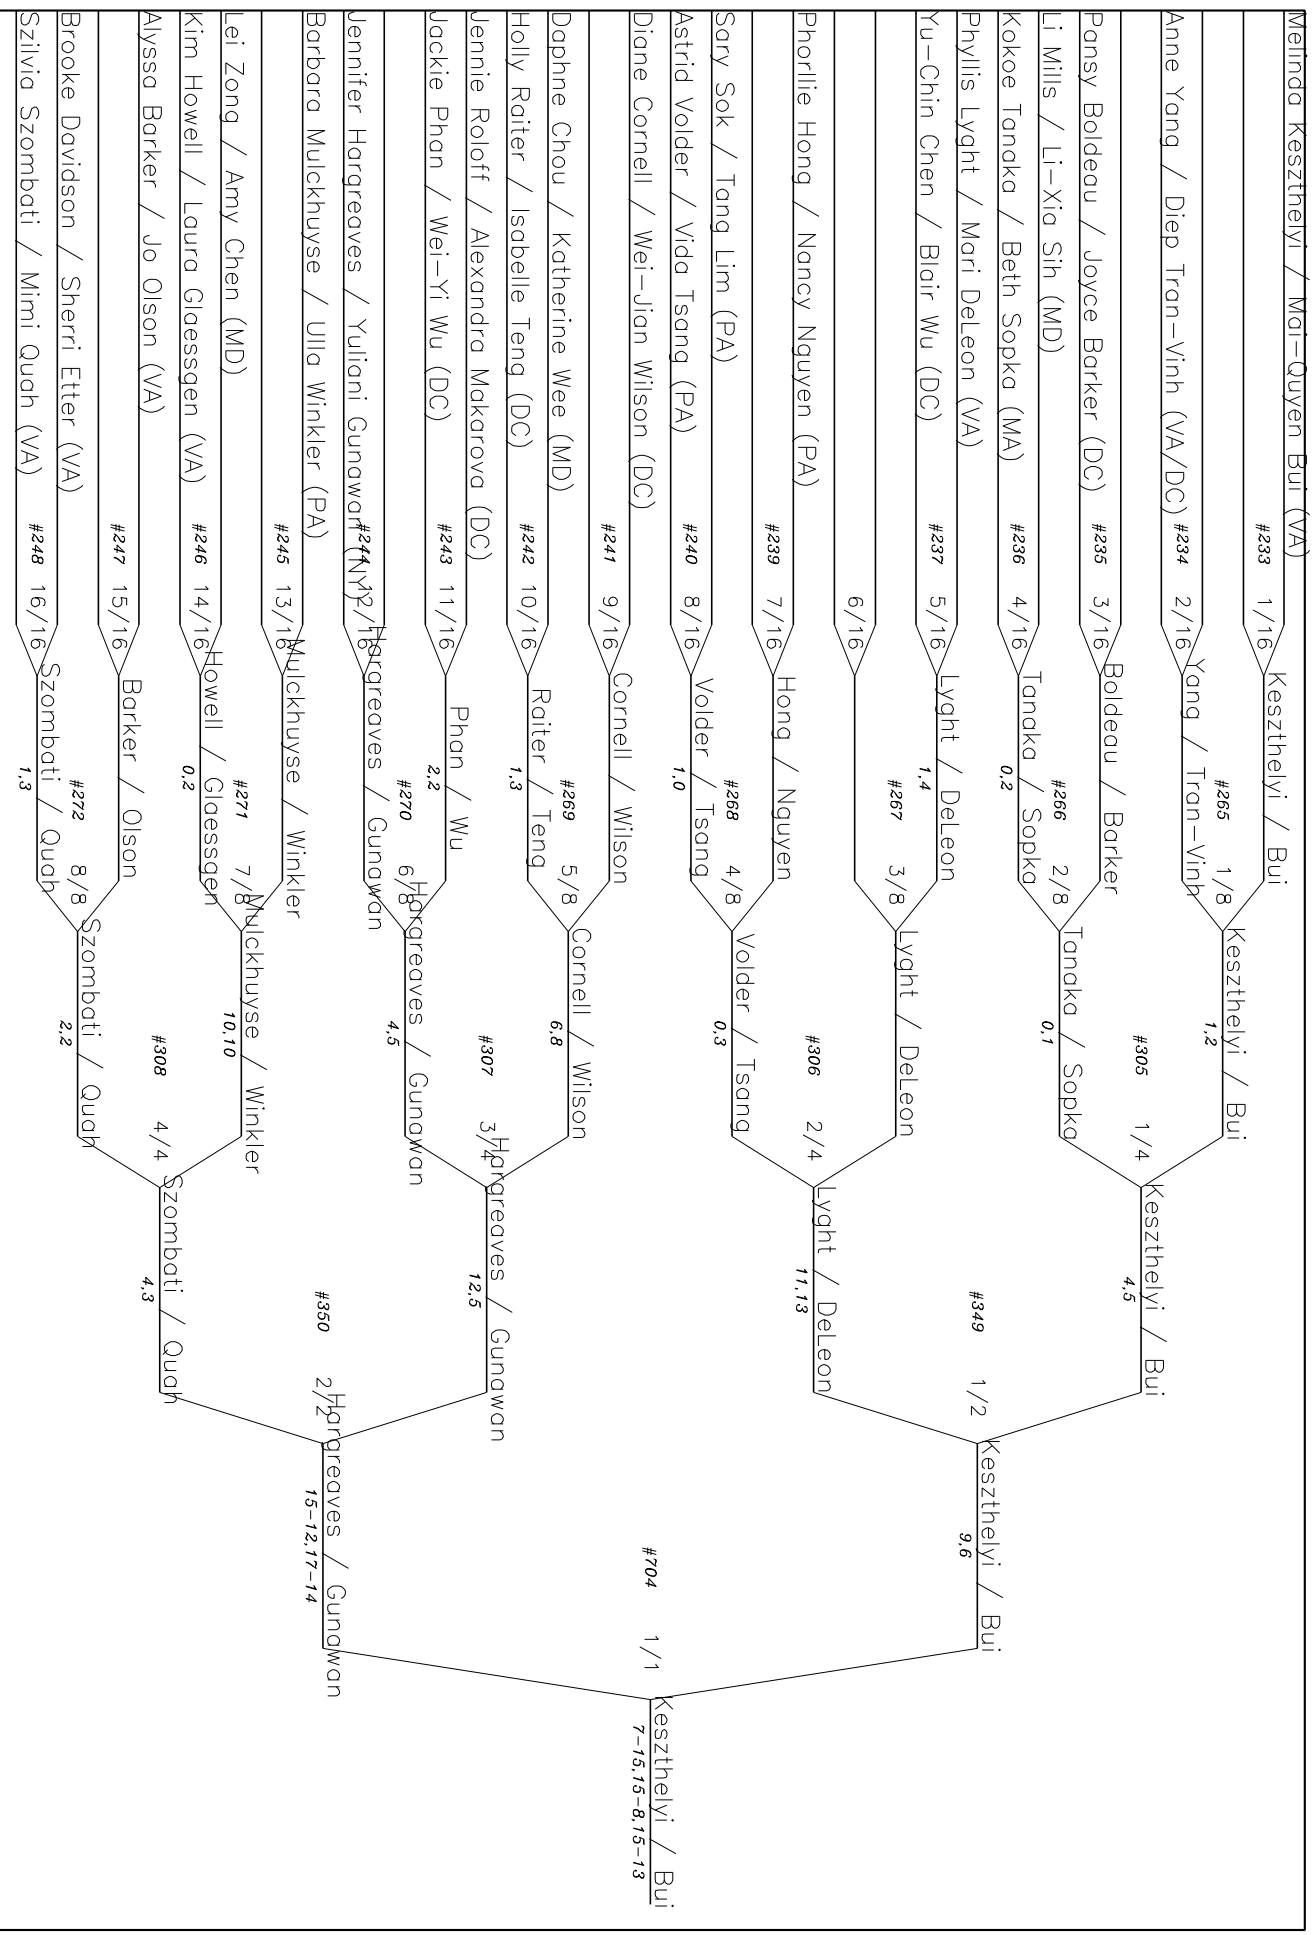 Melinda Keszthelyi / Mai-Quyen Bui (VA)
Anne Yang / Diep Tran-Vinh (VA/DC)
Pansy Boldeau / Joyce Barker (DC)
Li Mills / Li-Xia Sih (MD)
Kokoe Tanaka / Beth Sopka (MA)
Phyllis Lyght / Mari DeLeon (VA)
Yu-Chin Chen / Blair Wu (DC)
Phorllie Hong / Nancy Nguyen (PA)
Sary Sok / Tang Lim (PA)
Astrid Volder / Vida Tsang (PA)
Diane Cornell / Wei-Jian Wilson (DC)
Daphne Chou / Katherine Wee (MD)
Holly Raiter / Isabelle Teng (DC)
Jennie Roloff / Alexandra Makarova (DC)
Jackie Phan / Wei-Yi Wu (DC)
Jennifer Hargreaves / Yuliani Gunawan (NY)
Barbara Mulckhuyse / Ulla Winkler (PA)
Lei Zong / Amy Chen (MD)
Kim Howell / Laura Glaessgen (VA)
Alyssa Barker / Jo Olson (VA)
Brooke Davidson / Sherri Etter (VA)
Szilvia Szombati / Mimi Quah (VA)
#233 1/16
#234 2/16
#235 3/16
#236 4/16
#237 5/16
6/16
#239 7/16
#240 8/16
#241 9/16
#242 10/16
#243 11/16
#244 12/16
#245 13/16
#246 14/16
#247 15/16
#248 16/16
Keszthelyi / Bui
#265 1/8
Yang / Tran-Vinh
Boldeau / Barker
#266 2/8
Tanaka / Sopka
0,2
Lyght / DeLeon
1,4
#267 3/8
Hong / Nguyen
#268 4/8
Volder / Tsang
1,0
Cornell / Wilson
#269 5/8
Raiter / Teng
1,3
Phan / Wu
2,2
#270 6/8
Hargreaves / Gunawan
Mulckhuyse / Winkler
#271 7/8
Howell / Glaessgen
0,2
Barker / Olson
#272 8/8
Szombati / Quah
1,3
Keszthelyi / Bui
1,2
#305 1/4
Tanaka / Sopka
0,1
Lyght / DeLeon
#306 2/4
Volder / Tsang
0,3
Cornell / Wilson
6,8
#307 3/4
Hargreaves / Gunawan
4,5
Mulckhuyse / Winkler
10,10
#308 4/4
Szombati / Quah
2,2
Keszthelyi / Bui
4,5
#349 1/2
Lyght / DeLeon
11,13
Hargreaves / Gunawan
12,5
#350 2/2
Szombati / Quah
4,3
Keszthelyi / Bui
9,6
#704 1/1
Hargreaves / Gunawan
15-12,17-14
Keszthelyi / Bui
7-15,15-8,15-13